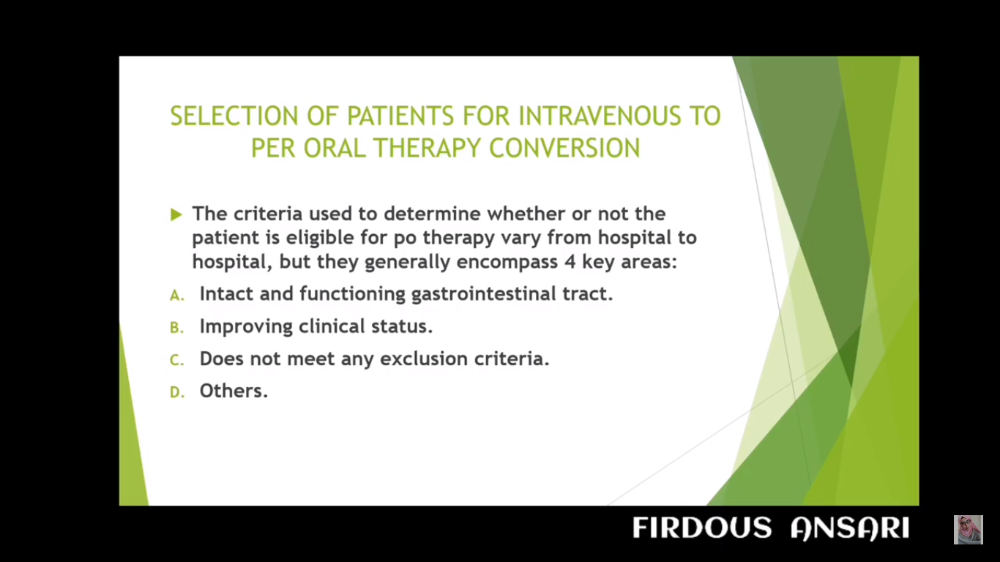 SELECTION OF PATIENTS FOR INTRAVENOUS TO
PER ORAL THERAPY CONVERSION
The criteria used to determine whether or not the
patient is eligible for po therapy vary from hospital to
hospital, but they generally encompass 4 key areas:
A. Intact and functioning gastrointestinal tract.
B. Improving clinical status.
C. Does not meet any exclusion criteria.
D. Others.
FIRDOUS ANSARI